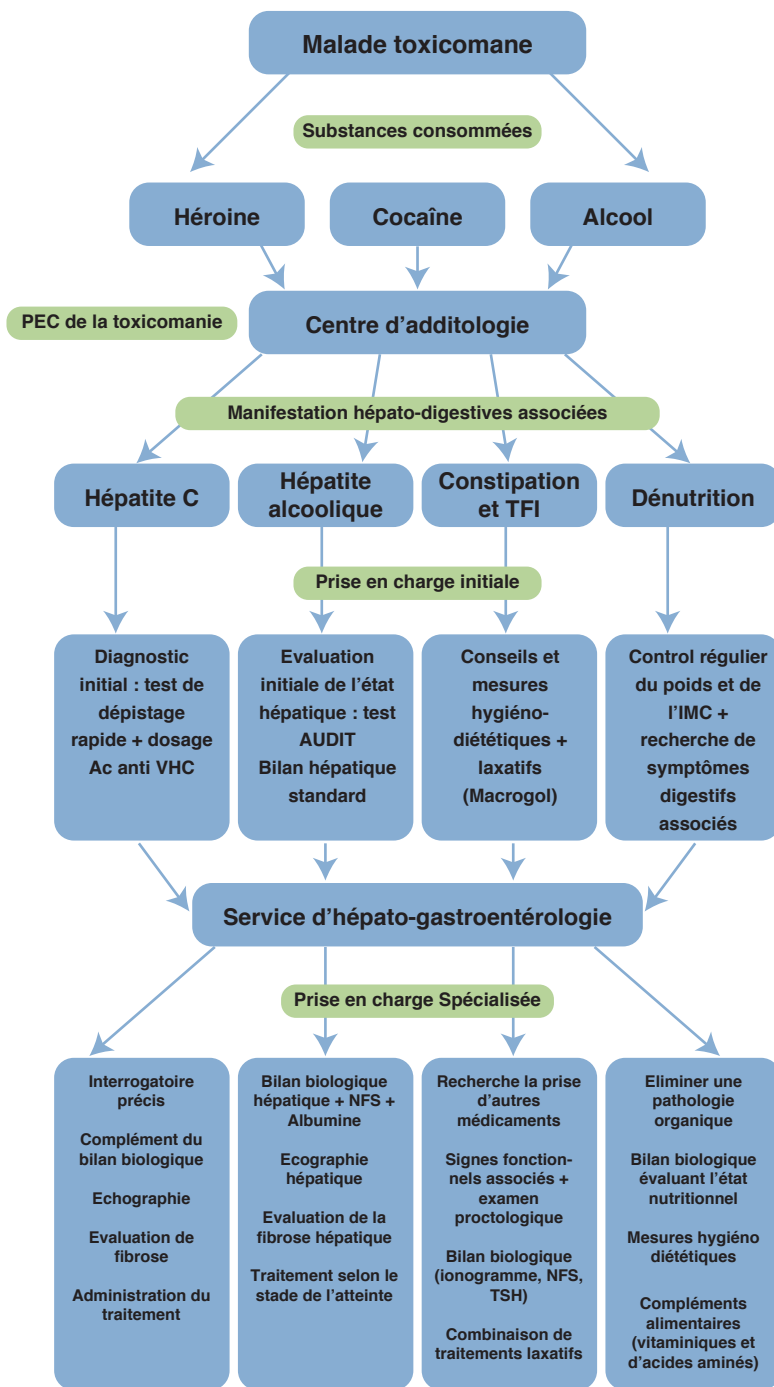 Malade toxicomane
Substances consommées
Héroine
Cocaîne
Alcool
PEC de la toxicomanie
Centre d'additologie
Manifestation hépato-digestives associées
Hépatite C
Hépatite
alcoolique
Constipation
et TFI
Dénutrition
Prise en charge initiale
Diagnostic
initial : test de
dépistage
rapide + dosage
Ac anti VHC
Evaluation
initiale de l'état
hépatique : test
AUDIT
Bilan hépatique
standard
Conseils et
mesures
hygiéno-
diététiques +
laxatifs
(Macrogol)
Control régulier
du poids et de
l'IMC +
recherche de
symptômes
digestifs
associés
Service d'hépato-gastroentérologie
Prise en charge Spécialisée
Interrogatoire
précis
Complément du
bilan biologique
Echographie
Evaluation de
fibrose
Administration du
traitement
Bilan biologique
hépatique + NFS +
Albumine
Ecographie
hépatique
Evaluation de la
fibrose hépatique
Traitement selon le
stade de l'atteinte
Recherche la prise
d'autres
médicaments
Signes fonction-
nels associés +
examen
proctologique
Bilan biologique
(ionogramme, NFS,
TSH)
Combinaison de
traitements laxatifs
Eliminer une
pathologie
organique
Bilan biologique
évaluant l'état
nutritionnel
Mesures hygiéno
diététiques
Compléments
alimentaires
(vitaminiques et
d'acides aminés)